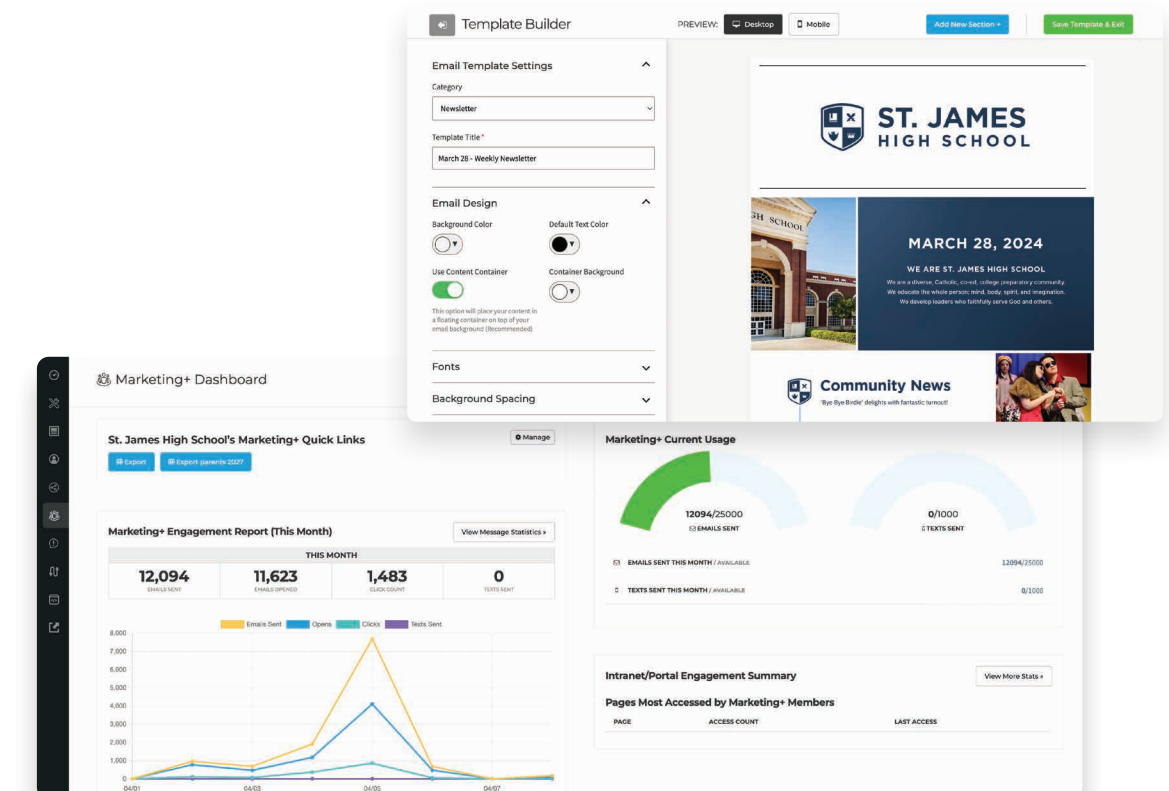 Template Builder
PREVIEW:
Desktop
Mobile
Add New Section +
Save Template & Exit
Email Template Settings
Category
Newsletter
Template Title*
March 28 - Weekly Newsletter
Email Design
Background Color
Default Text Color
Use Content Container
Container Background
This option will place your content in
a floating container on top of your
email background (Recommended)
Fonts
Background Spacing
ST. JAMES
HIGH SCHOOL
GH SCHOOL
MARCH 28, 2024
WE ARE ST. JAMES HIGH SCHOOL
We are a diverse, Catholic, co-ed, college preparatory community.
We educate the whole person; mind, body, spirit, and imagination.
We develop leaders who faithfully serve God and others.
Community News
'Bye Bye Birdie' delights with fantastic turnout!
Marketing+ Dashboard
St. James High School's Marketing+ Quick Links
Manage
Export
Export parents 2027
Marketing+ Engagement Report (This Month)
View Message Statistics »
THIS MONTH
12,094
EMAILS SENT
11,623
EMAILS OPENED
1,483
CLICK COUNT
0
TEXTS SENT
Emails Sent
Opens
Clicks
Texts Sent
8,000
7,000
6,000
5,000
4,000
3,000
2,000
1,000
0
04/01
04/03
04/05
04/07
Marketing+ Current Usage
12094/25000
EMAILS SENT
0/1000
TEXTS SENT
EMAILS SENT THIS MONTH / AVAILABLE
12094/25000
TEXTS SENT THIS MONTH / AVAILABLE
0/1000
Intranet/Portal Engagement Summary
View More Stats »
Pages Most Accessed by Marketing+ Members
PAGE
ACCESS COUNT
LAST ACCESS